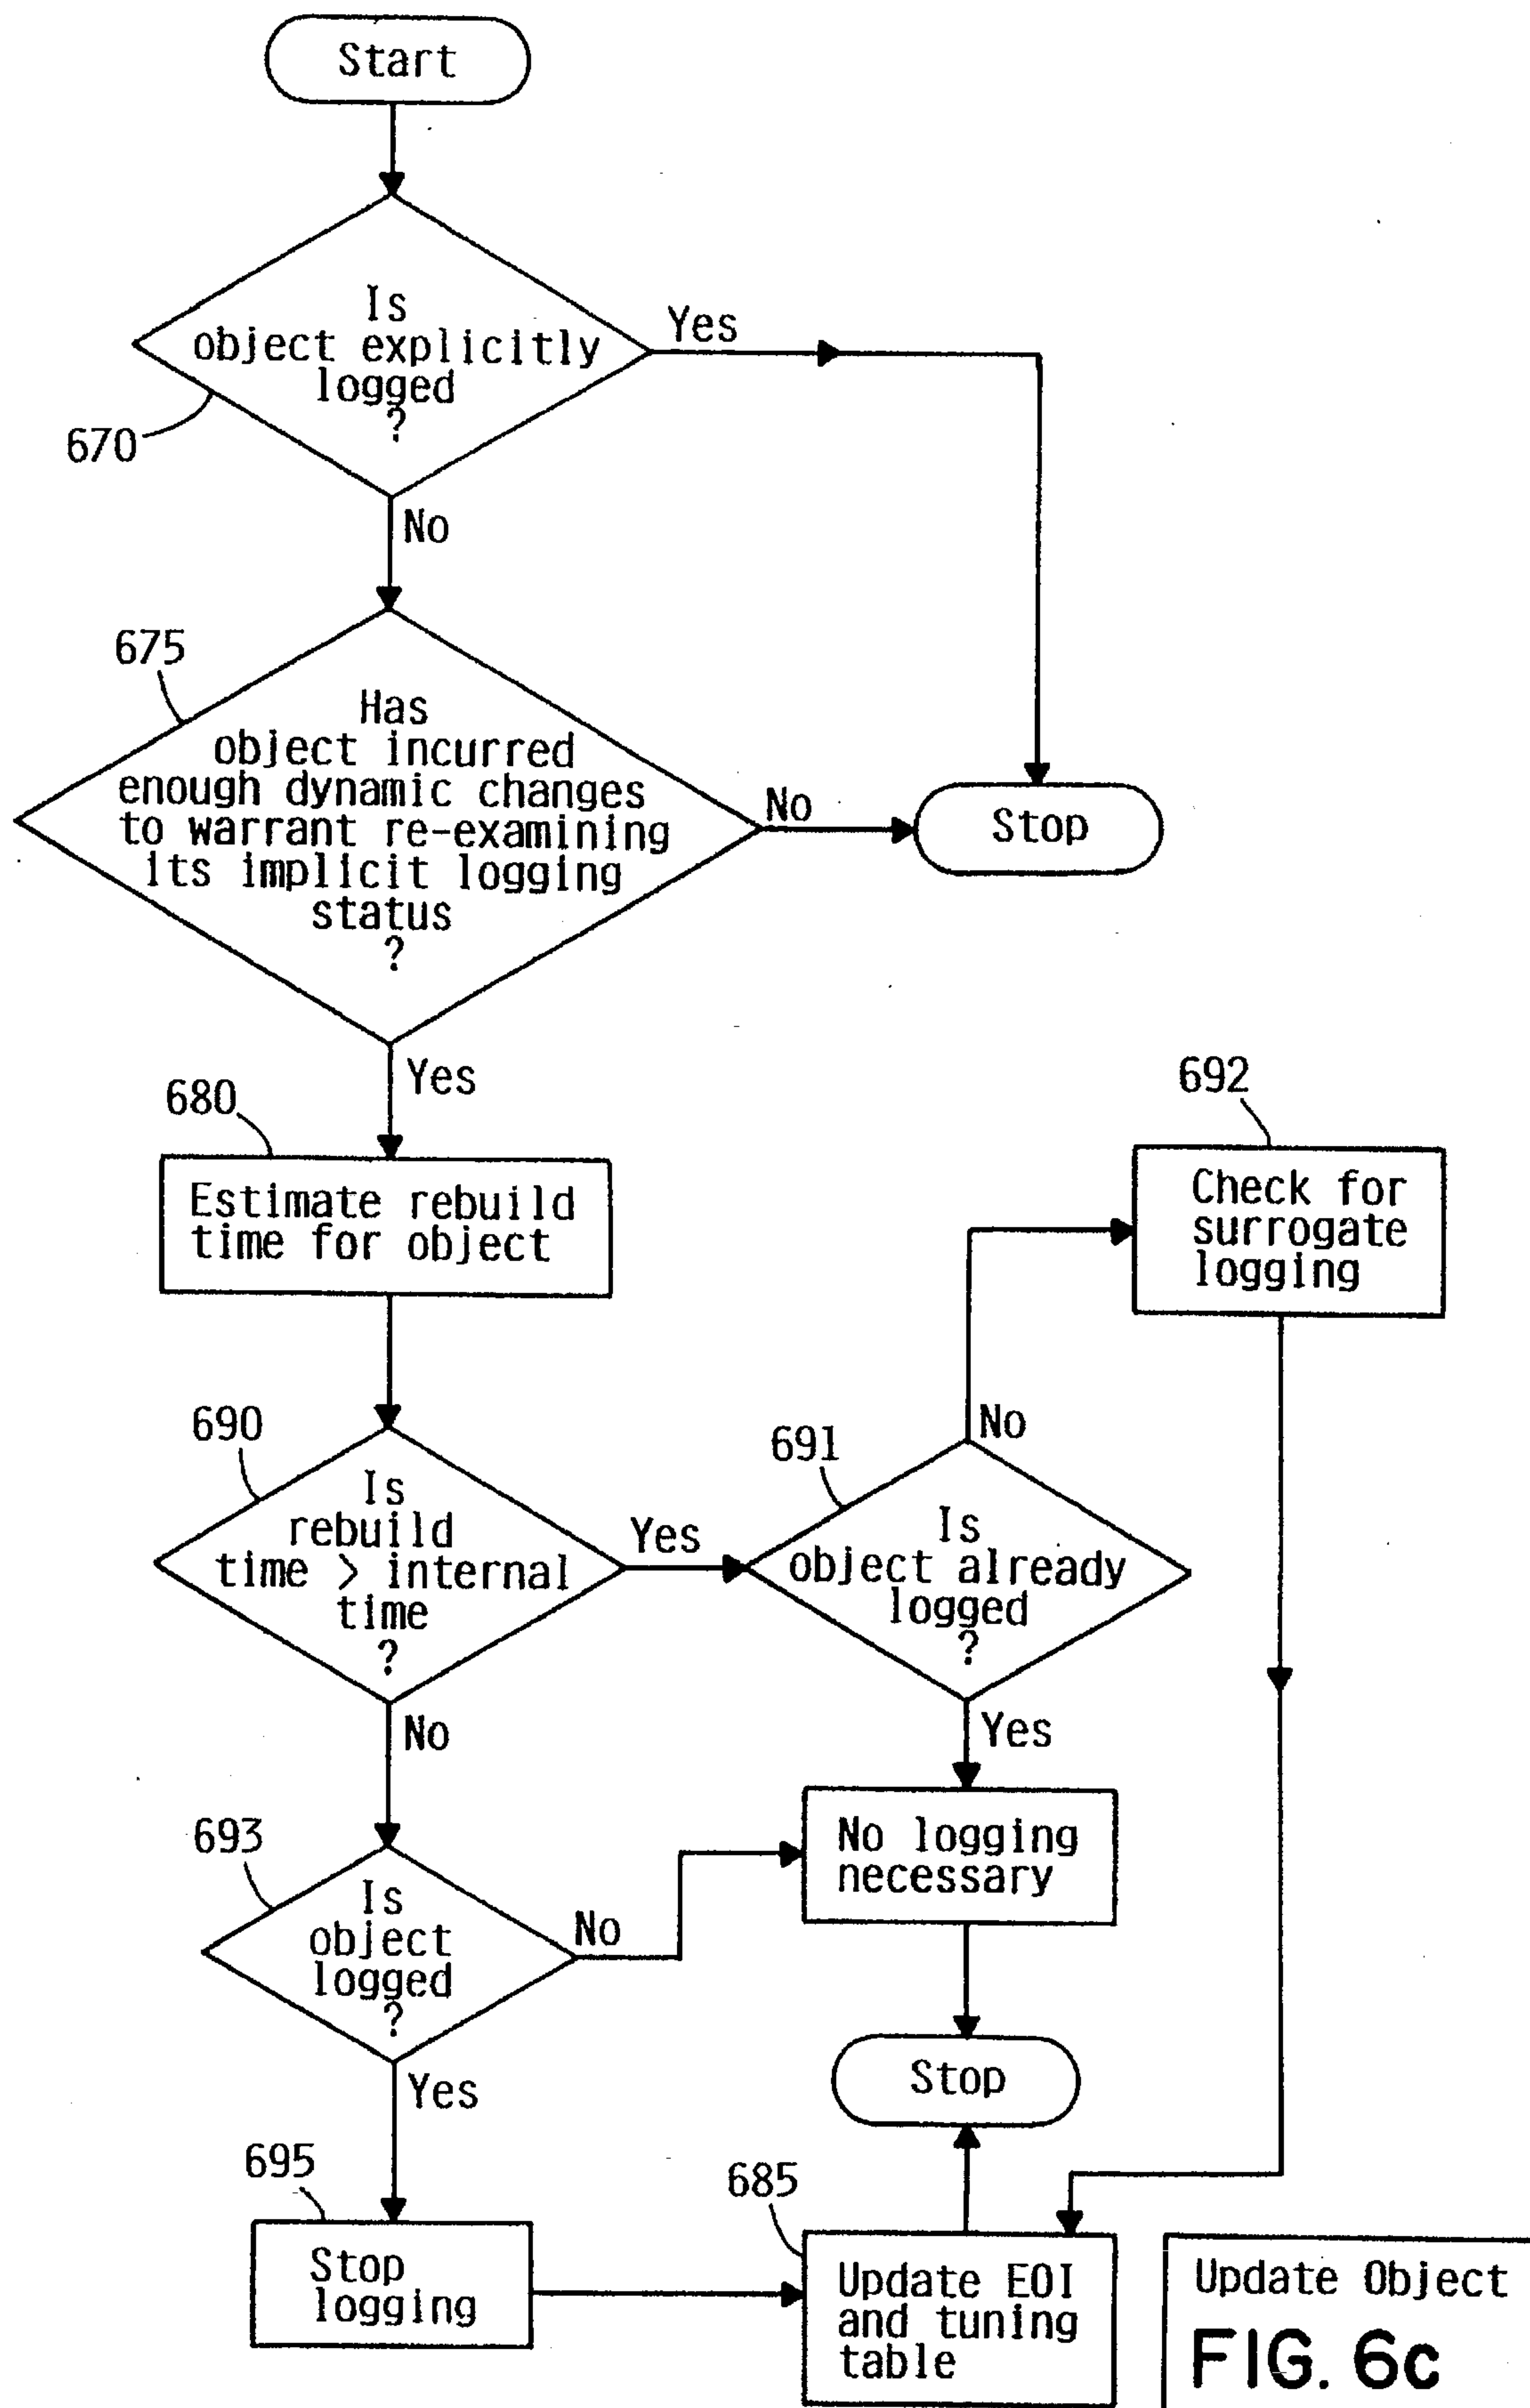 Start
Is
object explicitly
logged
?
Yes
670
No
675
Has
object incurred
enough dynamic changes
to warrant re-examining
its implicit logging
status
?
No
Stop
Yes
680
Estimate rebuild
time for object
692
Check for
surrogate
logging
690
Is
rebuild
time > internal
time
?
Yes
691
No
Is
object already
logged
?
Yes
No
No logging
necessary
693
Is
object
logged
?
No
Yes
Stop
695
Stop
logging
685
Update EOI
and tuning
table
Update Object
FIG. 6c